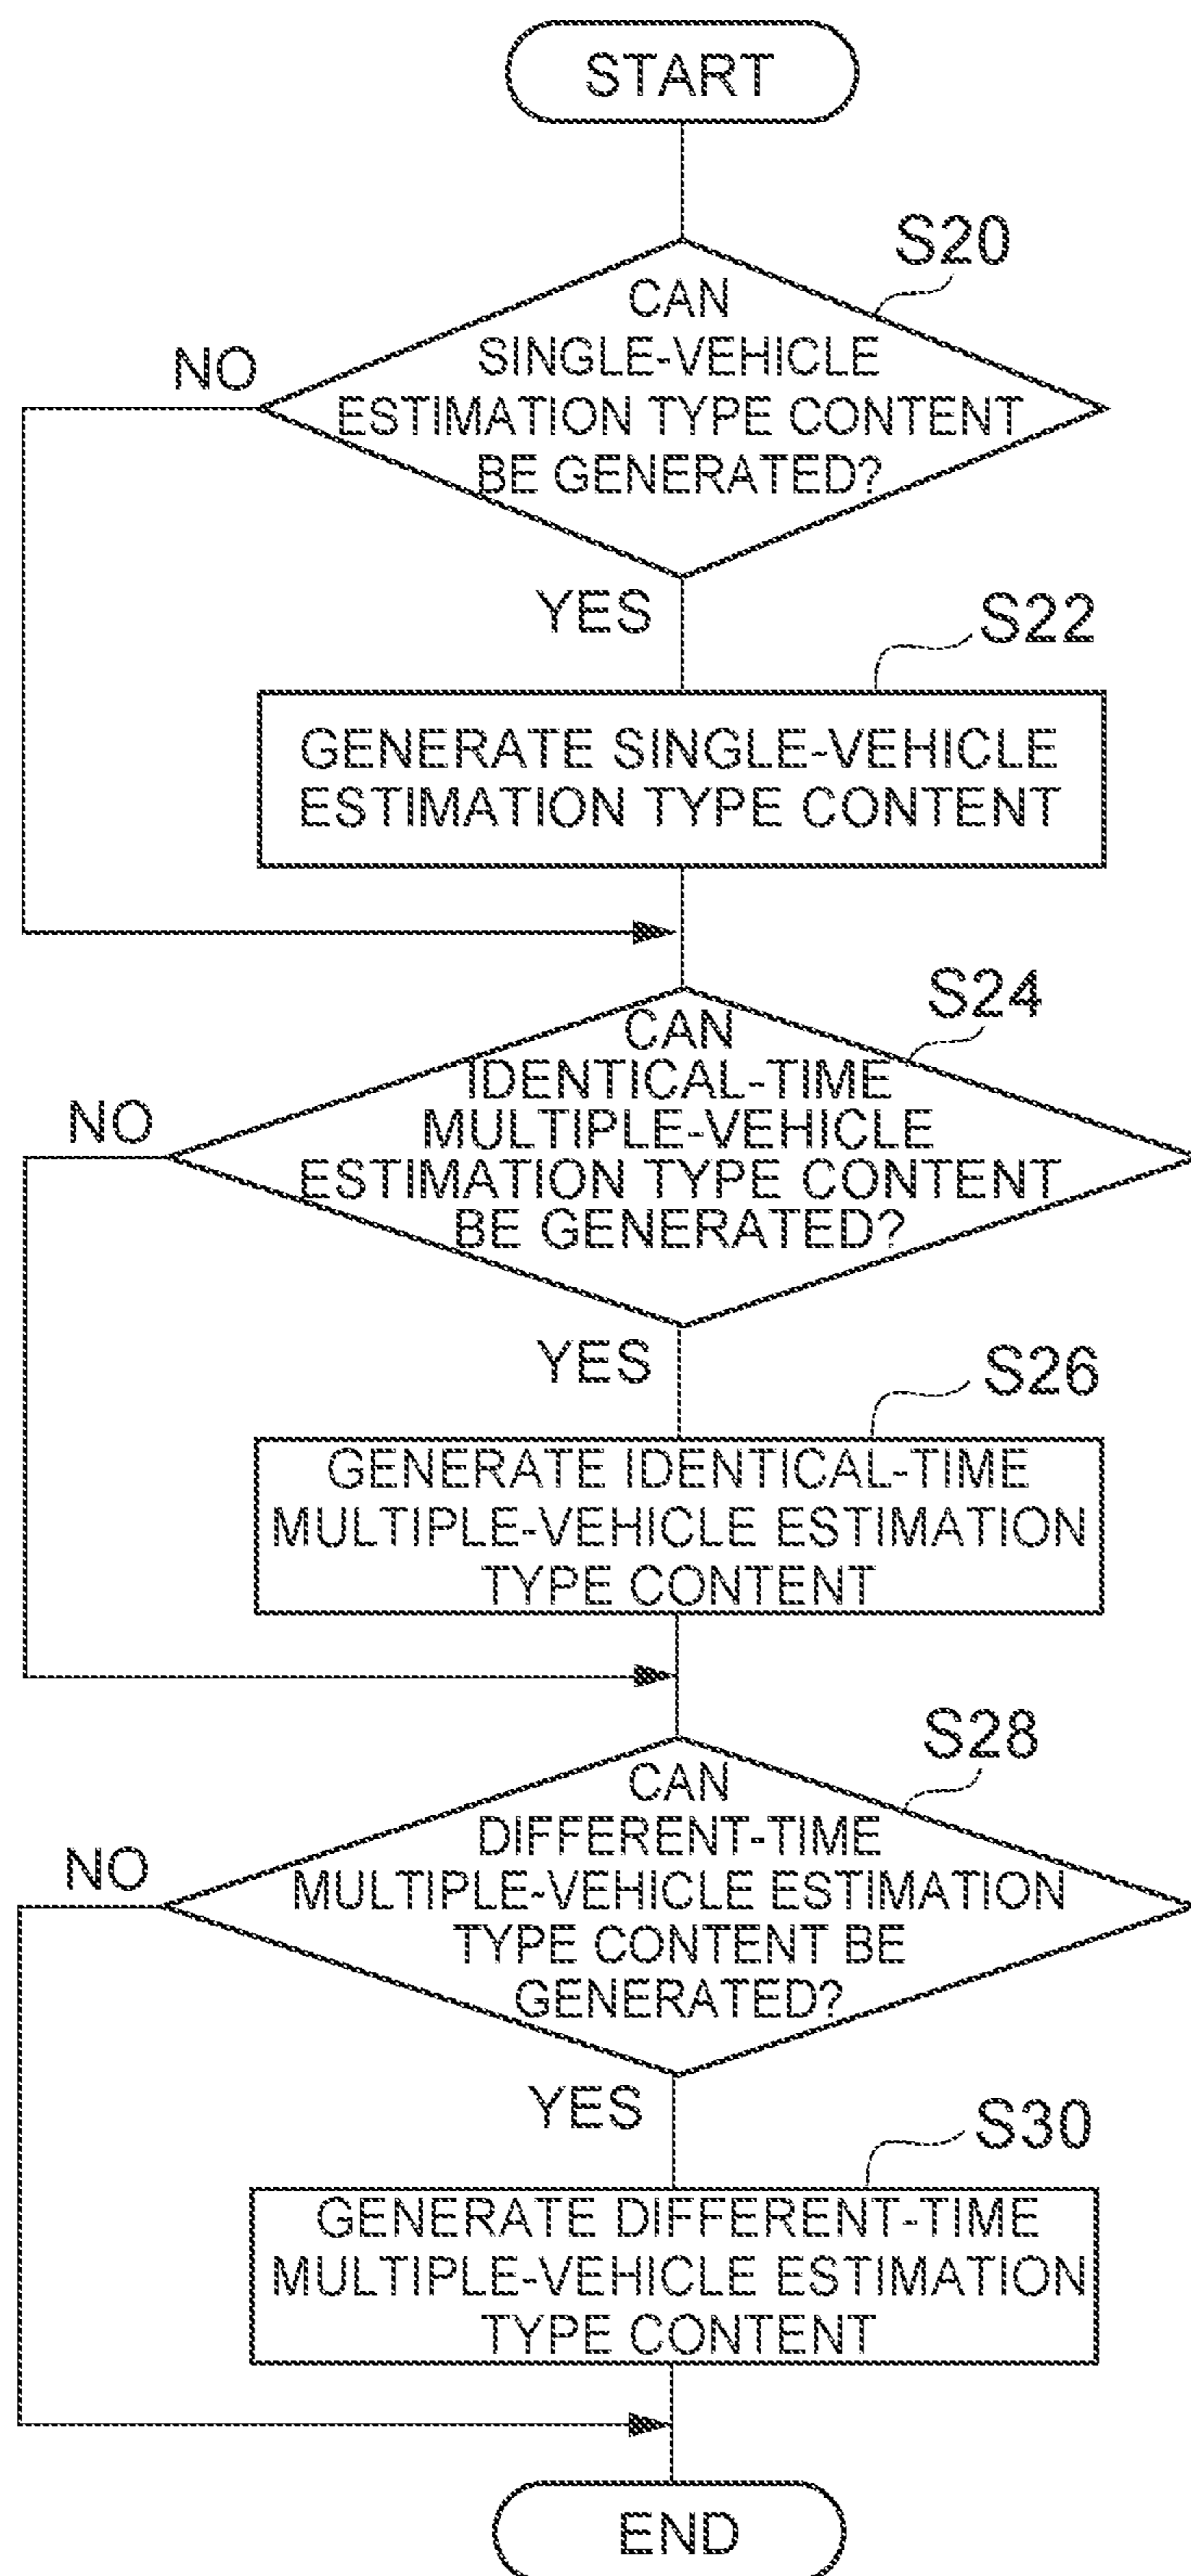 START
S20
CAN
SINGLE-VEHICLE
ESTIMATION TYPE CONTENT
BE GENERATED?
NO
YES
S22
GENERATE SINGLE-VEHICLE
ESTIMATION TYPE CONTENT
S24
CAN
IDENTICAL-TIME
MULTIPLE-VEHICLE
ESTIMATION TYPE CONTENT
BE GENERATED?
NO
YES
S26
GENERATE IDENTICAL-TIME
MULTIPLE-VEHICLE ESTIMATION
TYPE CONTENT
S28
CAN
DIFFERENT-TIME
MULTIPLE-VEHICLE ESTIMATION
TYPE CONTENT BE
GENERATED?
NO
YES
S30
GENERATE DIFFERENT-TIME
MULTIPLE-VEHICLE ESTIMATION
TYPE CONTENT
END